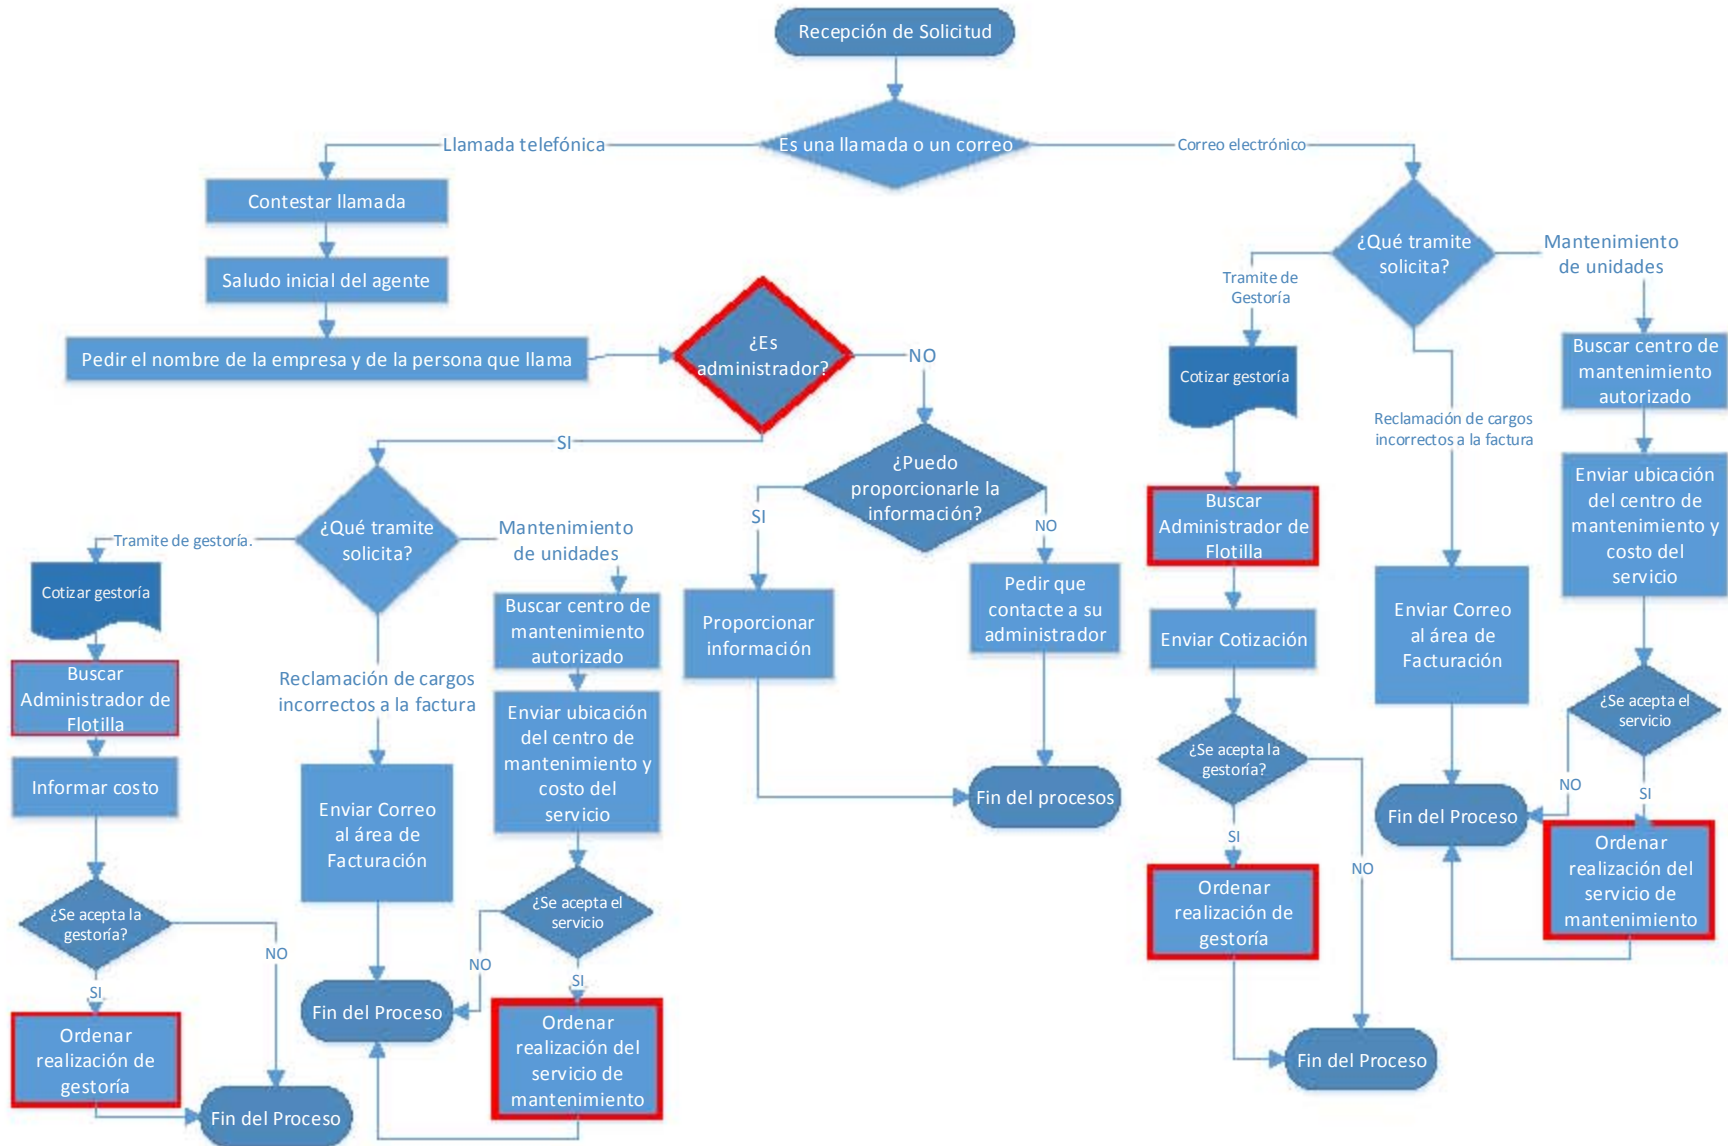 Recepción de Solicitud
Es una llamada o un correo
Llamada telefónica
Correo electrónico
Contestar llamada
Saludo inicial del agente
Pedir el nombre de la empresa y de la persona que llama
¿Es
administrador?
NO
SI
¿Qué tramite
solicita?
Tramite de gestoría.
Mantenimiento
de unidades
Cotizar gestoría
Buscar
Administrador de
Flotilla
Informar costo
¿Se acepta la
gestoría?
NO
SI
Ordenar
realización de
gestoría
Fin del Proceso
Reclamación de cargos
incorrectos a la factura
Enviar Correo
al área de
Facturación
Fin del Proceso
Buscar centro de
mantenimiento
autorizado
Enviar ubicación
del centro de
mantenimiento y
costo del
servicio
¿Se acepta el
servicio
NO
SI
Ordenar
realización del
servicio de
mantenimiento
¿Puedo
proporcionarle la
información?
SI
NO
Proporcionar
información
Pedir que
contacte a su
administrador
Fin del procesos
¿Qué tramite
solicita?
Tramite de
Gestoría
Mantenimiento
de unidades
Cotizar gestoría
Buscar
Administrador de
Flotilla
Enviar Cotización
¿Se acepta la
gestoría?
SI
NO
Ordenar
realización de
gestoría
Fin del Proceso
Reclamación de cargos
incorrectos a la factura
Enviar Correo
al área de
Facturación
Fin del Proceso
Buscar centro de
mantenimiento
autorizado
Enviar ubicación
del centro de
mantenimiento y
costo del
servicio
¿Se acepta el
servicio
NO
SI
Ordenar
realización del
servicio de
mantenimiento